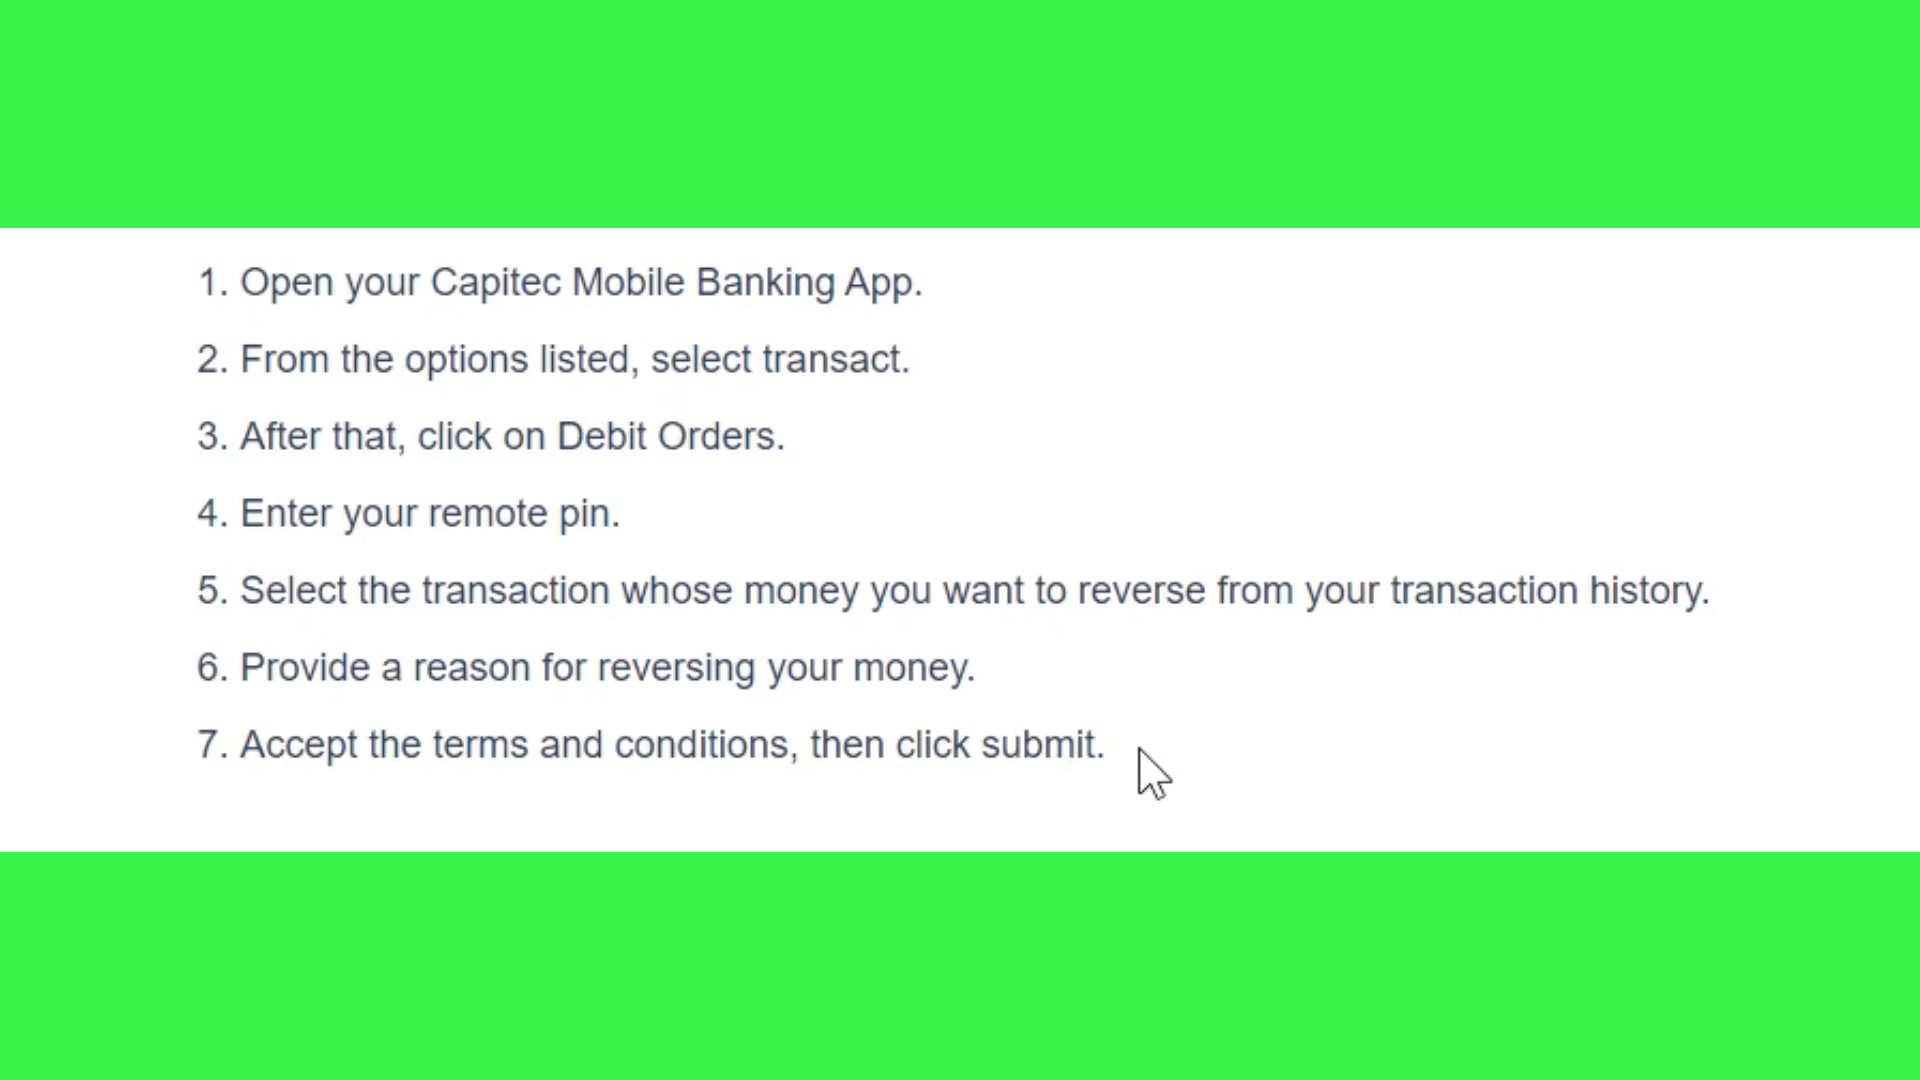 1. Open your Capitec Mobile Banking App.
2. From the options listed, select transact.
3. After that, click on Debit Orders.
4. Enter your remote pin.
5. Select the transaction whose money you want to reverse from your transaction history.
6. Provide a reason for reversing your money.
7. Accept the terms and conditions, then click submit.